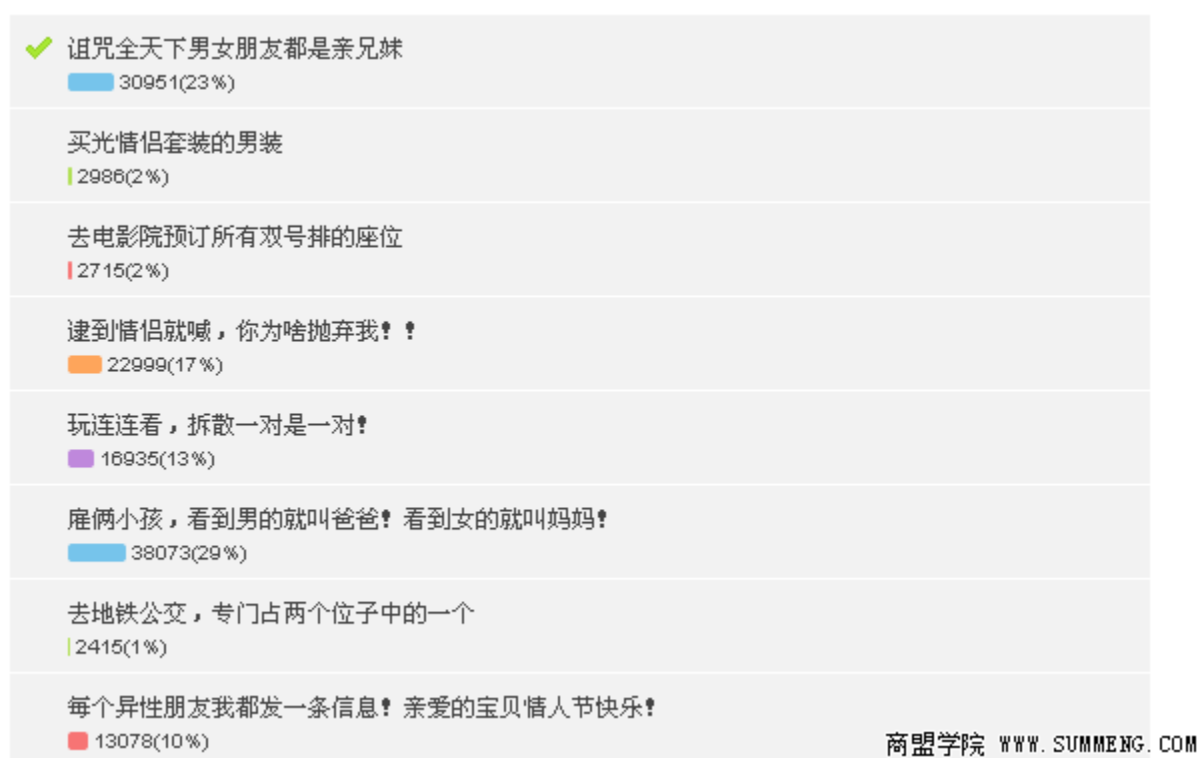 诅咒全天下男女朋友都是亲兄妹
30951(23%)
买光情侣套装的男装
2986(2%)
去电影院预订所有双号排的座位
2715(2%)
逮到情侣就喊，你为啥抛弃我！！
22999(17%)
玩连连看，拆散一对是一对！
16935(13%)
雇俩小孩，看到男的就叫爸爸！看到女的就叫妈妈！
38073(29%)
去地铁公交，专门占两个位子中的一个
2415(1%)
每个异性朋友我都发一条信息！亲爱的宝贝情人节快乐！
13078(10%)
商盟学院 WWW.SUMMENG.COM